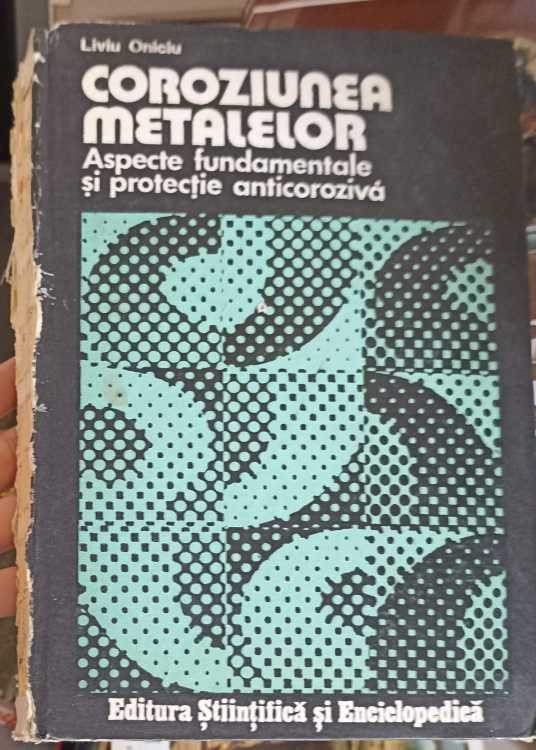 Liviu Oniciu
COROZIUNEA
METALELOR
Aspecte fundamentale
și protecție anticorozivă
Editura Științifică și Enciclopedică